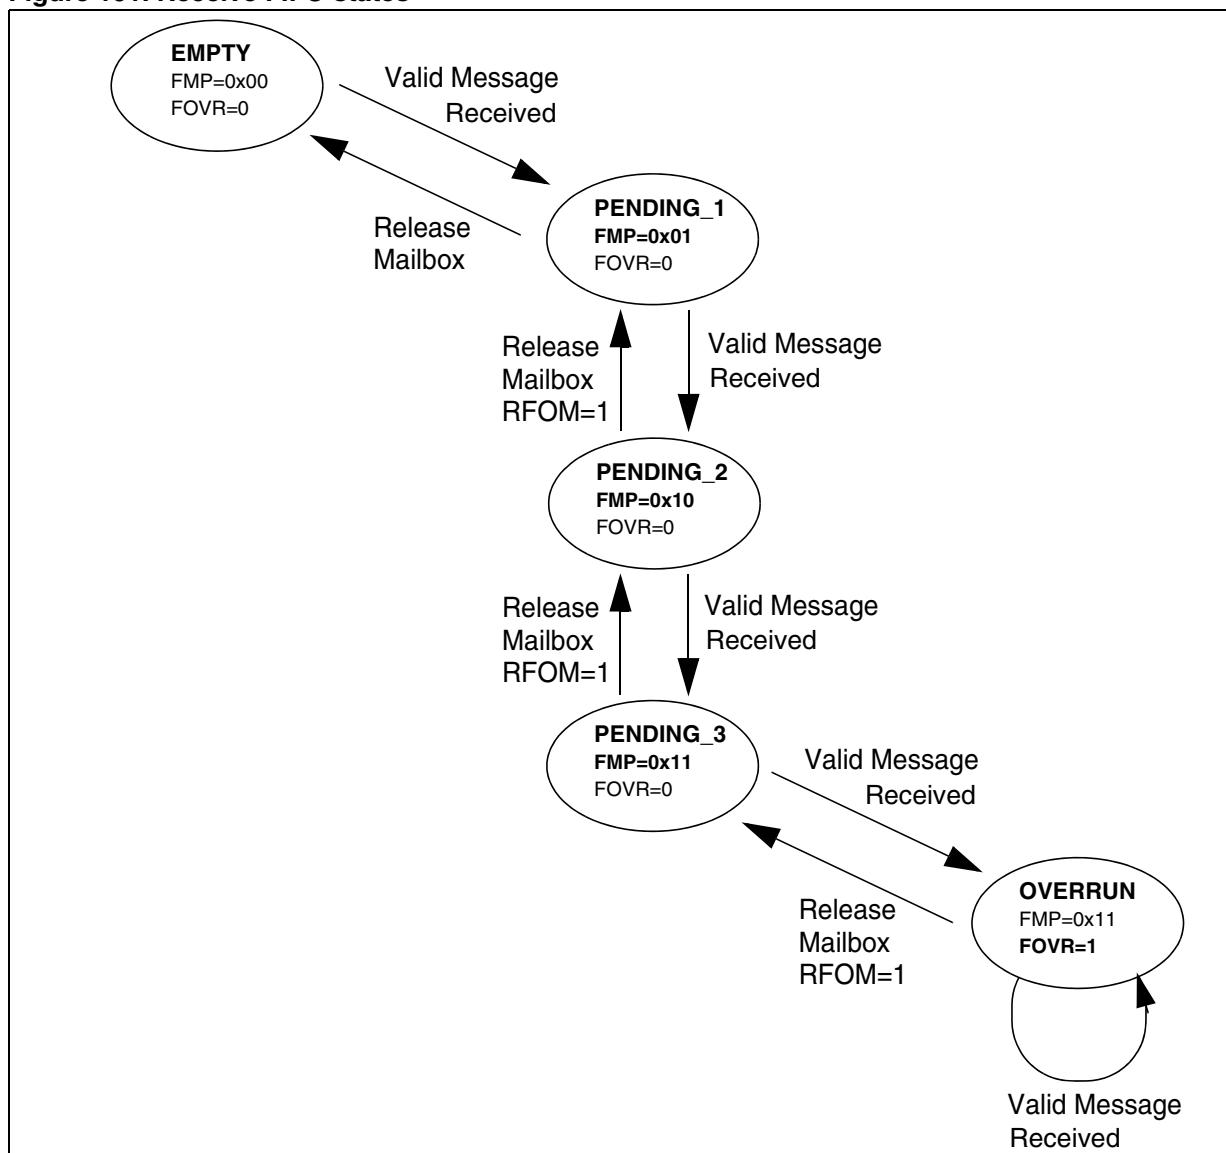 EMPTY
FMP=0x00
FOVR=0
Valid Message
Received
Release
Mailbox
PENDING_1
FMP=0x01
FOVR=0
Release
Mailbox
RFOM=1
Valid Message
Received
PENDING_2
FMP=0x10
FOVR=0
Release
Mailbox
RFOM=1
Valid Message
Received
PENDING_3
FMP=0x11
FOVR=0
Valid Message
Received
Release
Mailbox
RFOM=1
OVERRUN
FMP=0x11
FOVR=1
Valid Message
Received